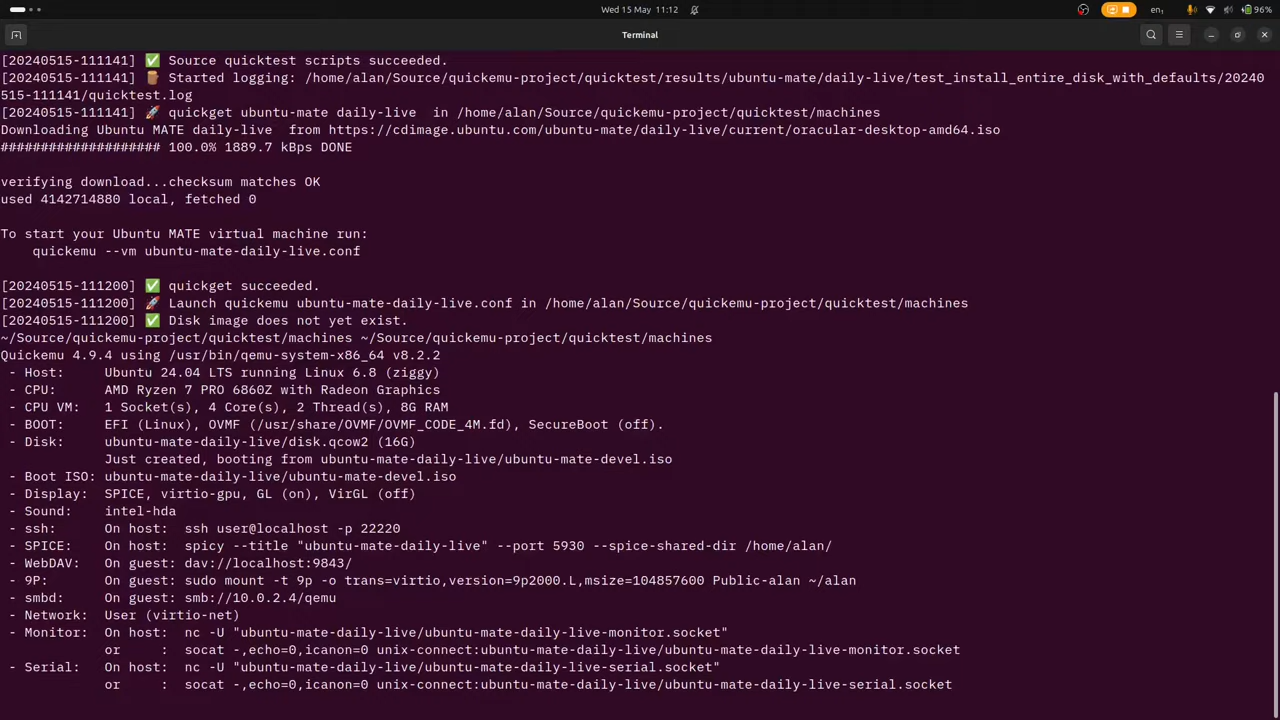 Wed 15 May 11:12
en₁
96%
Terminal
[20240515-111141] ✅ Source quicktest scripts succeeded.
[20240515-111141] 🪵 Started logging: /home/alan/Source/quickemu-project/quicktest/results/ubuntu-mate/daily-live/test_install_entire_disk_with_defaults/20240
515-111141/quicktest.log
[20240515-111141] 🚀 quickget ubuntu-mate daily-live  in /home/alan/Source/quickemu-project/quicktest/machines
Downloading Ubuntu MATE daily-live  from https://cdimage.ubuntu.com/ubuntu-mate/daily-live/current/oracular-desktop-amd64.iso
#################### 100.0% 1889.7 kBps DONE
verifying download...checksum matches OK
used 4142714880 local, fetched 0
To start your Ubuntu MATE virtual machine run:
    quickemu --vm ubuntu-mate-daily-live.conf
[20240515-111200] ✅ quickget succeeded.
[20240515-111200] 🚀 Launch quickemu ubuntu-mate-daily-live.conf in /home/alan/Source/quickemu-project/quicktest/machines
[20240515-111200] ✅ Disk image does not yet exist.
~/Source/quickemu-project/quicktest/machines ~/Source/quickemu-project/quicktest/machines
Quickemu 4.9.4 using /usr/bin/qemu-system-x86_64 v8.2.2
 - Host:     Ubuntu 24.04 LTS running Linux 6.8 (ziggy)
 - CPU:      AMD Ryzen 7 PRO 6860Z with Radeon Graphics
 - CPU VM:   1 Socket(s), 4 Core(s), 2 Thread(s), 8G RAM
 - BOOT:     EFI (Linux), OVMF (/usr/share/OVMF/OVMF_CODE_4M.fd), SecureBoot (off).
 - Disk:     ubuntu-mate-daily-live/disk.qcow2 (16G)
             Just created, booting from ubuntu-mate-daily-live/ubuntu-mate-devel.iso
 - Boot ISO: ubuntu-mate-daily-live/ubuntu-mate-devel.iso
 - Display:  SPICE, virtio-gpu, GL (on), VirGL (off)
 - Sound:    intel-hda
 - ssh:      On host:  ssh user@localhost -p 22220
 - SPICE:    On host:  spicy --title "ubuntu-mate-daily-live" --port 5930 --spice-shared-dir /home/alan/
 - WebDAV:   On guest: dav://localhost:9843/
 - 9P:       On guest: sudo mount -t 9p -o trans=virtio,version=9p2000.L,msize=104857600 Public-alan ~/alan
 - smbd:     On guest: smb://10.0.2.4/qemu
 - Network:  User (virtio-net)
 - Monitor:  On host:  nc -U "ubuntu-mate-daily-live/ubuntu-mate-daily-live-monitor.socket"
             or     :  socat -,echo=0,icanon=0 unix-connect:ubuntu-mate-daily-live/ubuntu-mate-daily-live-monitor.socket
 - Serial:   On host:  nc -U "ubuntu-mate-daily-live/ubuntu-mate-daily-live-serial.socket"
             or     :  socat -,echo=0,icanon=0 unix-connect:ubuntu-mate-daily-live/ubuntu-mate-daily-live-serial.socket